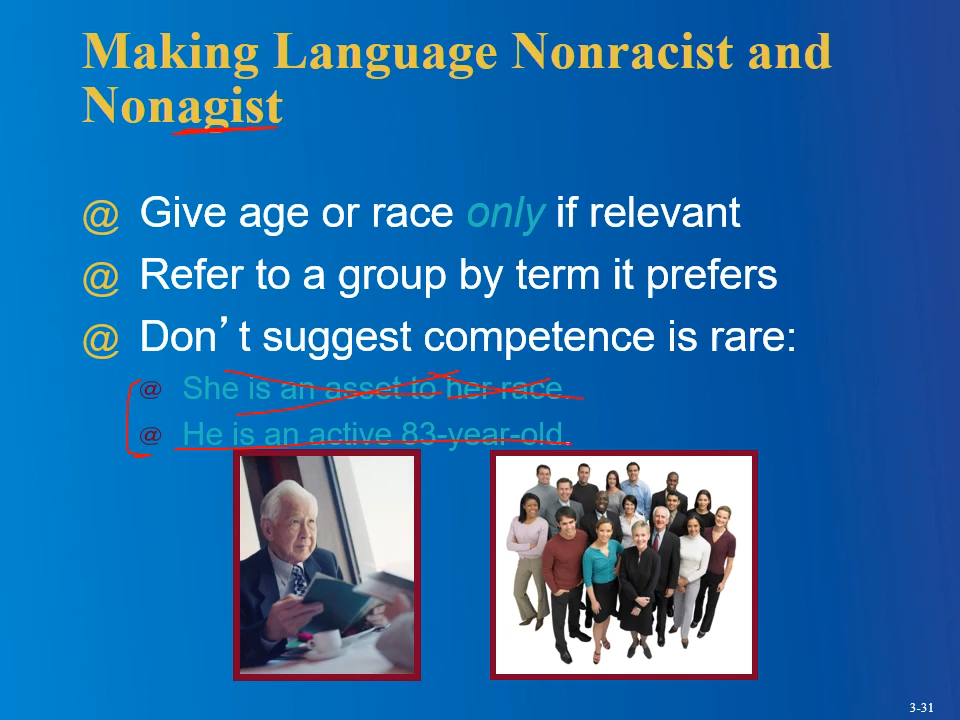 Making Language Nonracist and
Nonagist
@ Give age or race only if relevant
@ Refer to a group by term it prefers
@ Don’t suggest competence is rare:
@ She is an asset to her race.
@ He is an active 83-year-old.
3-31